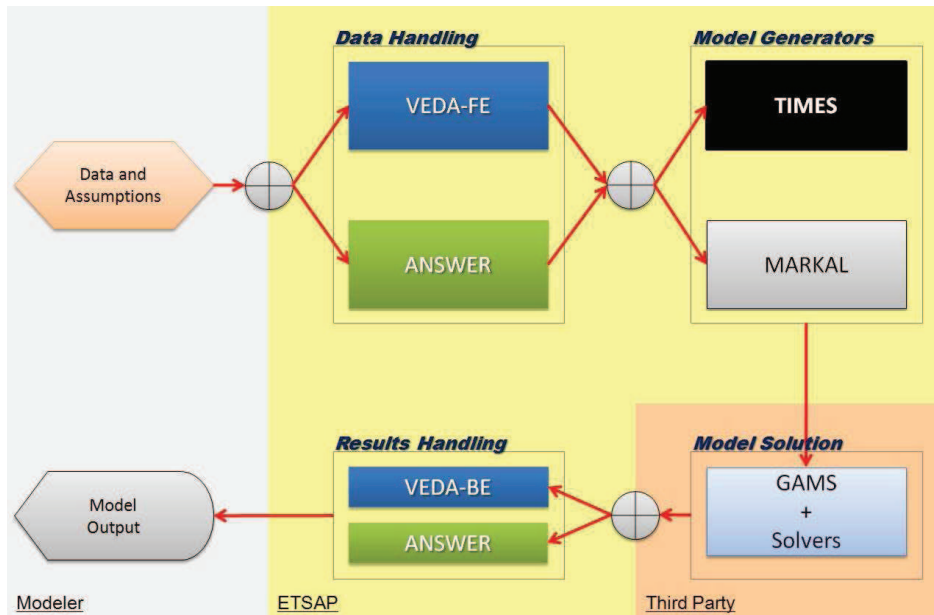 Data Handling
Model Generators
VEDA-FE
TIMES
Data and
Assumptions
ANSWER
MARKAL
Results Handling
Model Solution
VEDA-BE
GAMS
+
Solvers
Model
Output
ANSWER
Modeler
ETSAP
Third Party